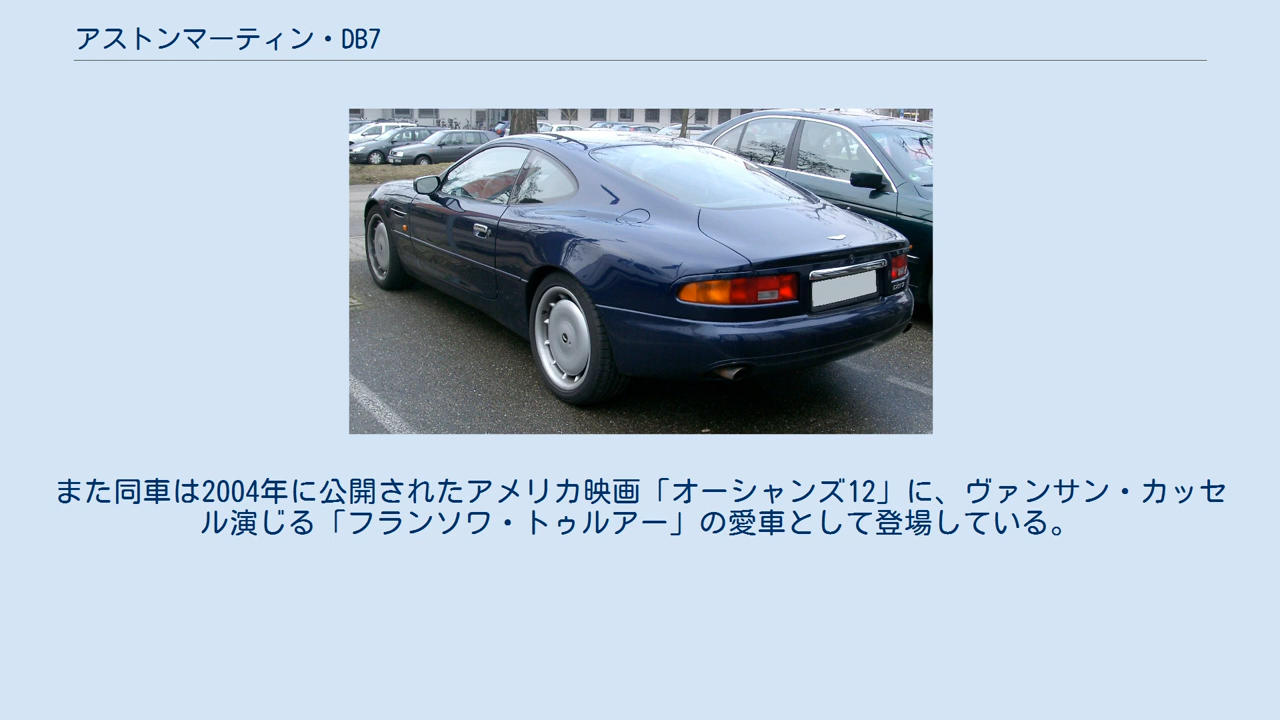 アストンマーティン・DB7
また同車は2004年に公開されたアメリカ映画「オーシャンズ12」に、ヴァンサン・カッセ
ル演じる「フランソワ・トゥルアー」の愛車として登場している。